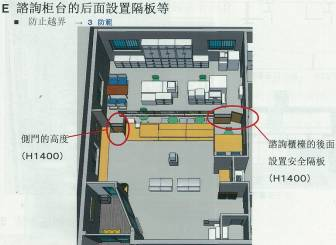 E 諮詢柜台的后面設置隔板等
■ 防止越界 → 3 防範
側門的高度
(H1400)
諮詢櫃檯的後面
設置安全隔板
(H1400)